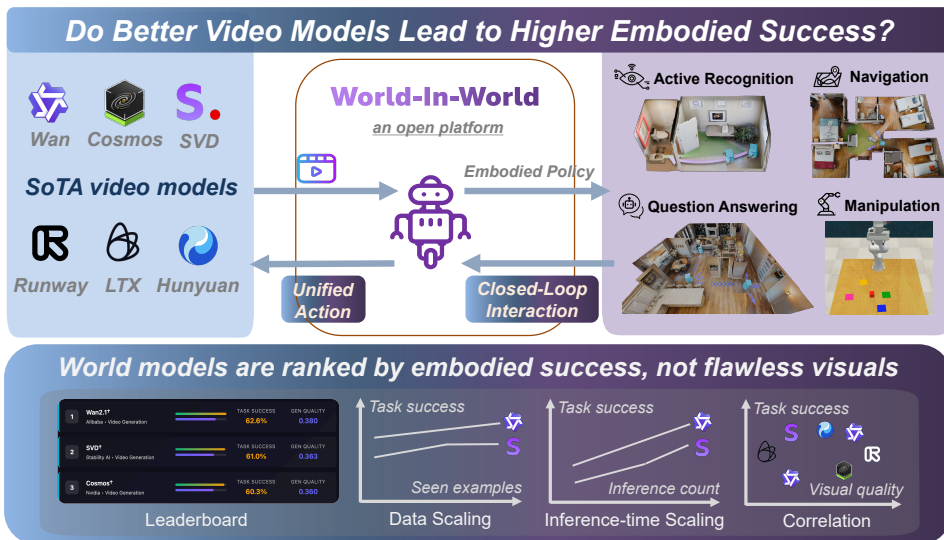 Do Better Video Models Lead to Higher Embodied Success?
Wan
Cosmos
S.
SVD
SoTA video models
Runway
LTX
Hunyuan
World-In-World
an open platform
Embodied Policy
Unified
Action
Closed-Loop
Interaction
Active Recognition
Navigation
Question Answering
Manipulation
World models are ranked by embodied success, not flawless visuals
1
Wan2.1†
Alibaba • Video Generation
TASK SUCCESS
62.6%
GEN QUALITY
0.380
2
SVD†
Stability AI • Video Generation
TASK SUCCESS
61.0%
GEN QUALITY
0.363
3
Cosmos†
Nvidia • Video Generation
TASK SUCCESS
60.3%
GEN QUALITY
0.360
Leaderboard
Task success
S
Seen examples
Data Scaling
Task success
S
Inference count
Inference-time Scaling
Task success
S
Visual quality
Correlation